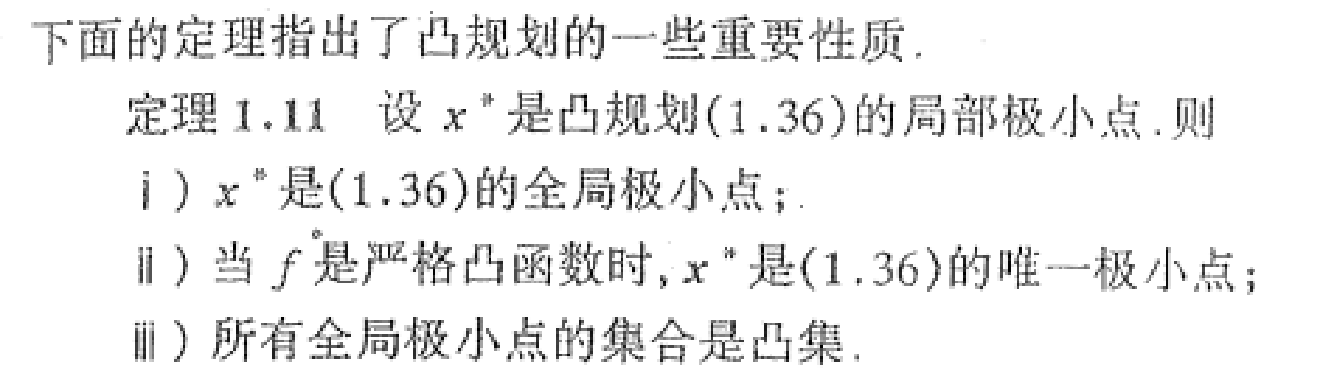 下面的定理指出了凸规划的一些重要性质.
定理 1.11 设 x* 是凸规划(1.36)的局部极小点.则
ⅰ) x* 是(1.36)的全局极小点;
ⅱ) 当 f 是严格凸函数时, x* 是(1.36)的唯一极小点;
ⅲ) 所有全局极小点的集合是凸集.